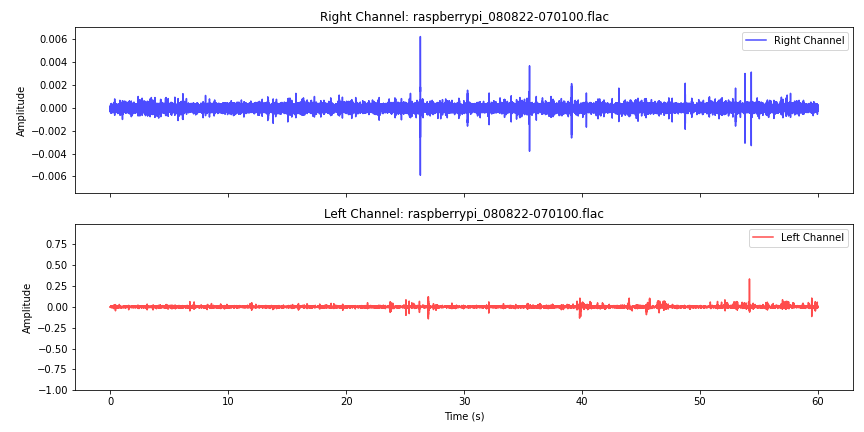 Right Channel: raspberrypi_080822-070100.flac
Right Channel
0.006
0.004
0.002
0.000
−0.002
−0.004
−0.006
Amplitude
Left Channel: raspberrypi_080822-070100.flac
Left Channel
0.75
0.50
0.25
0.00
−0.25
−0.50
−0.75
−1.00
Amplitude
0 10 20 30 40 50 60
Time (s)